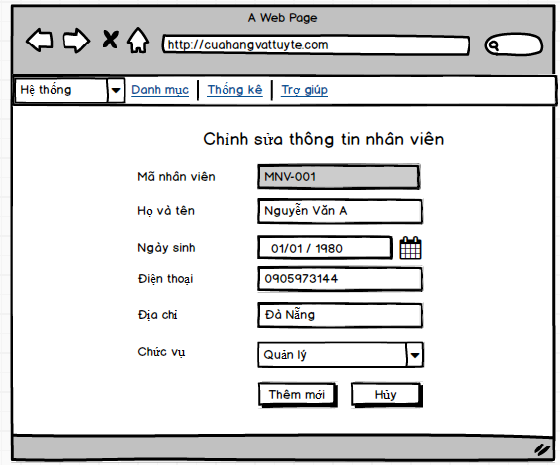 A Web Page
http://cuahangvattuyte.com
Hệ thống Danh mục Thống kê Trợ giúp
Chỉnh sửa thông tin nhân viên
Mã nhân viên MNV-001
Họ và tên Nguyễn Văn A
Ngày sinh 01/01 / 1980
Điện thoại 0905973144
Địa chỉ Đà Nẵng
Chức vụ Quản lý
Thêm mới Hủy